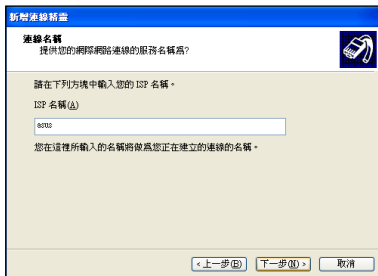 新增連線精靈
連線名稱
提供您的網際網路連線的服務名稱為?
請在下列方塊中輸入您的 ISP 名稱。
ISP 名稱(A)
asus
您在這裡所輸入的名稱將做為您正在建立的連線的名稱。
<上一步(B) 下一步(N)> 取消